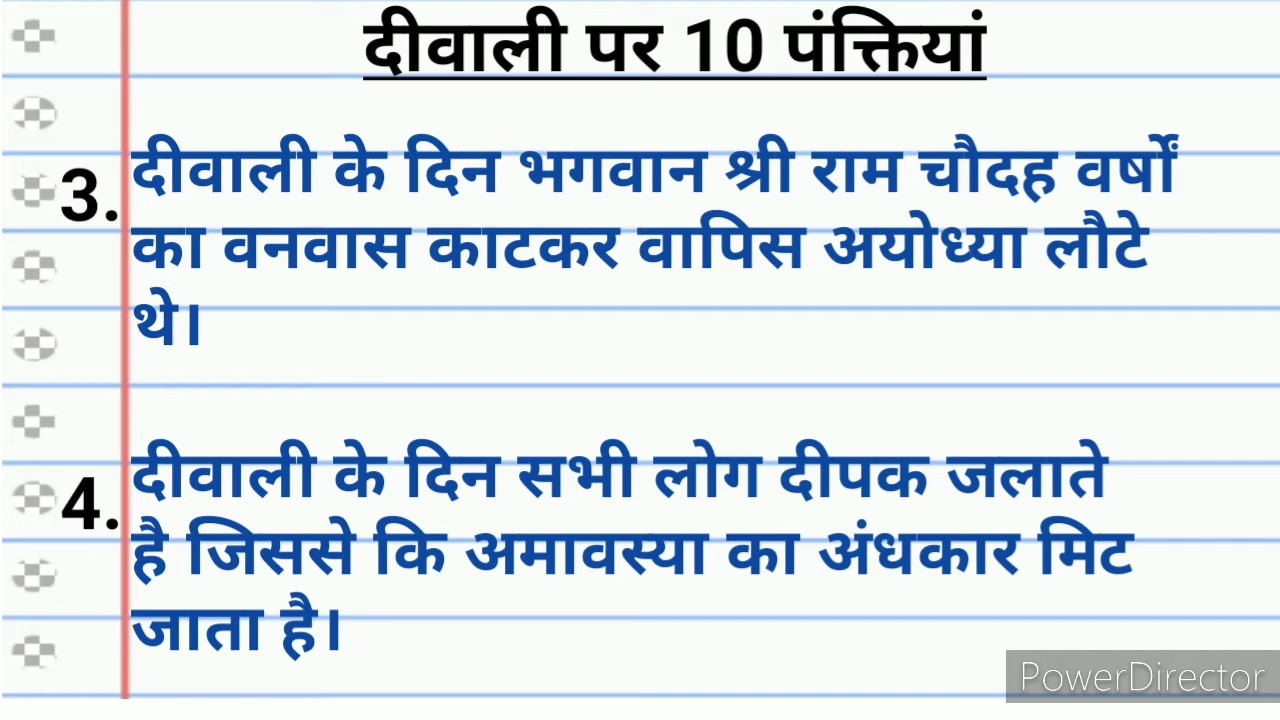 दीवाली पर 10 पंक्तियां
3. दीवाली के दिन भगवान श्री राम चौदह वर्षों
का वनवास काटकर वापिस अयोध्या लौटे
थे।
4. दीवाली के दिन सभी लोग दीपक जलाते
है जिससे कि अमावस्या का अंधकार मिट
जाता है।
PowerDirector